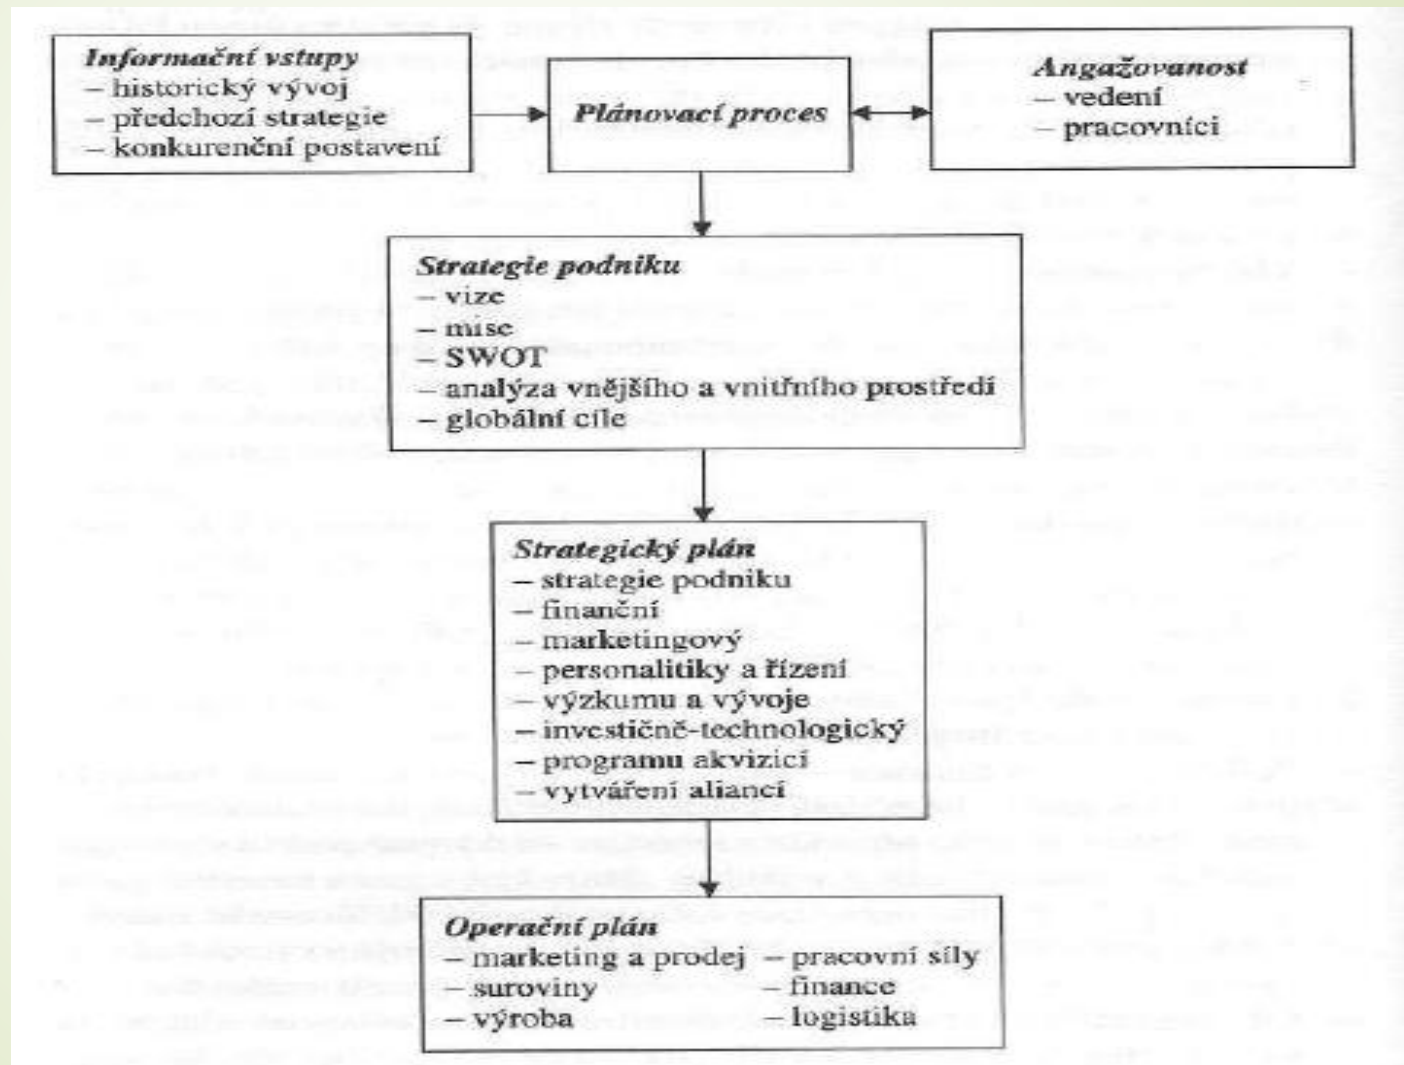 Informační vstupy
– historický vývoj
– předchozí strategie
– konkurenční postavení
Plánovací proces
Angažovanost
– vedení
– pracovníci
Strategie podniku
– vize
– mise
– SWOT
– analýza vnějšího a vnitřního prostředí
– globální cíle
Strategický plán
– strategie podniku
– finanční
– marketingový
– personalitiky a řízení
– výzkumu a vývoje
– investičně-technologický
– programu akvizicí
– vytváření aliancí
Operační plán
– marketing a prodej – pracovní síly
– suroviny – finance
– výroba – logistika